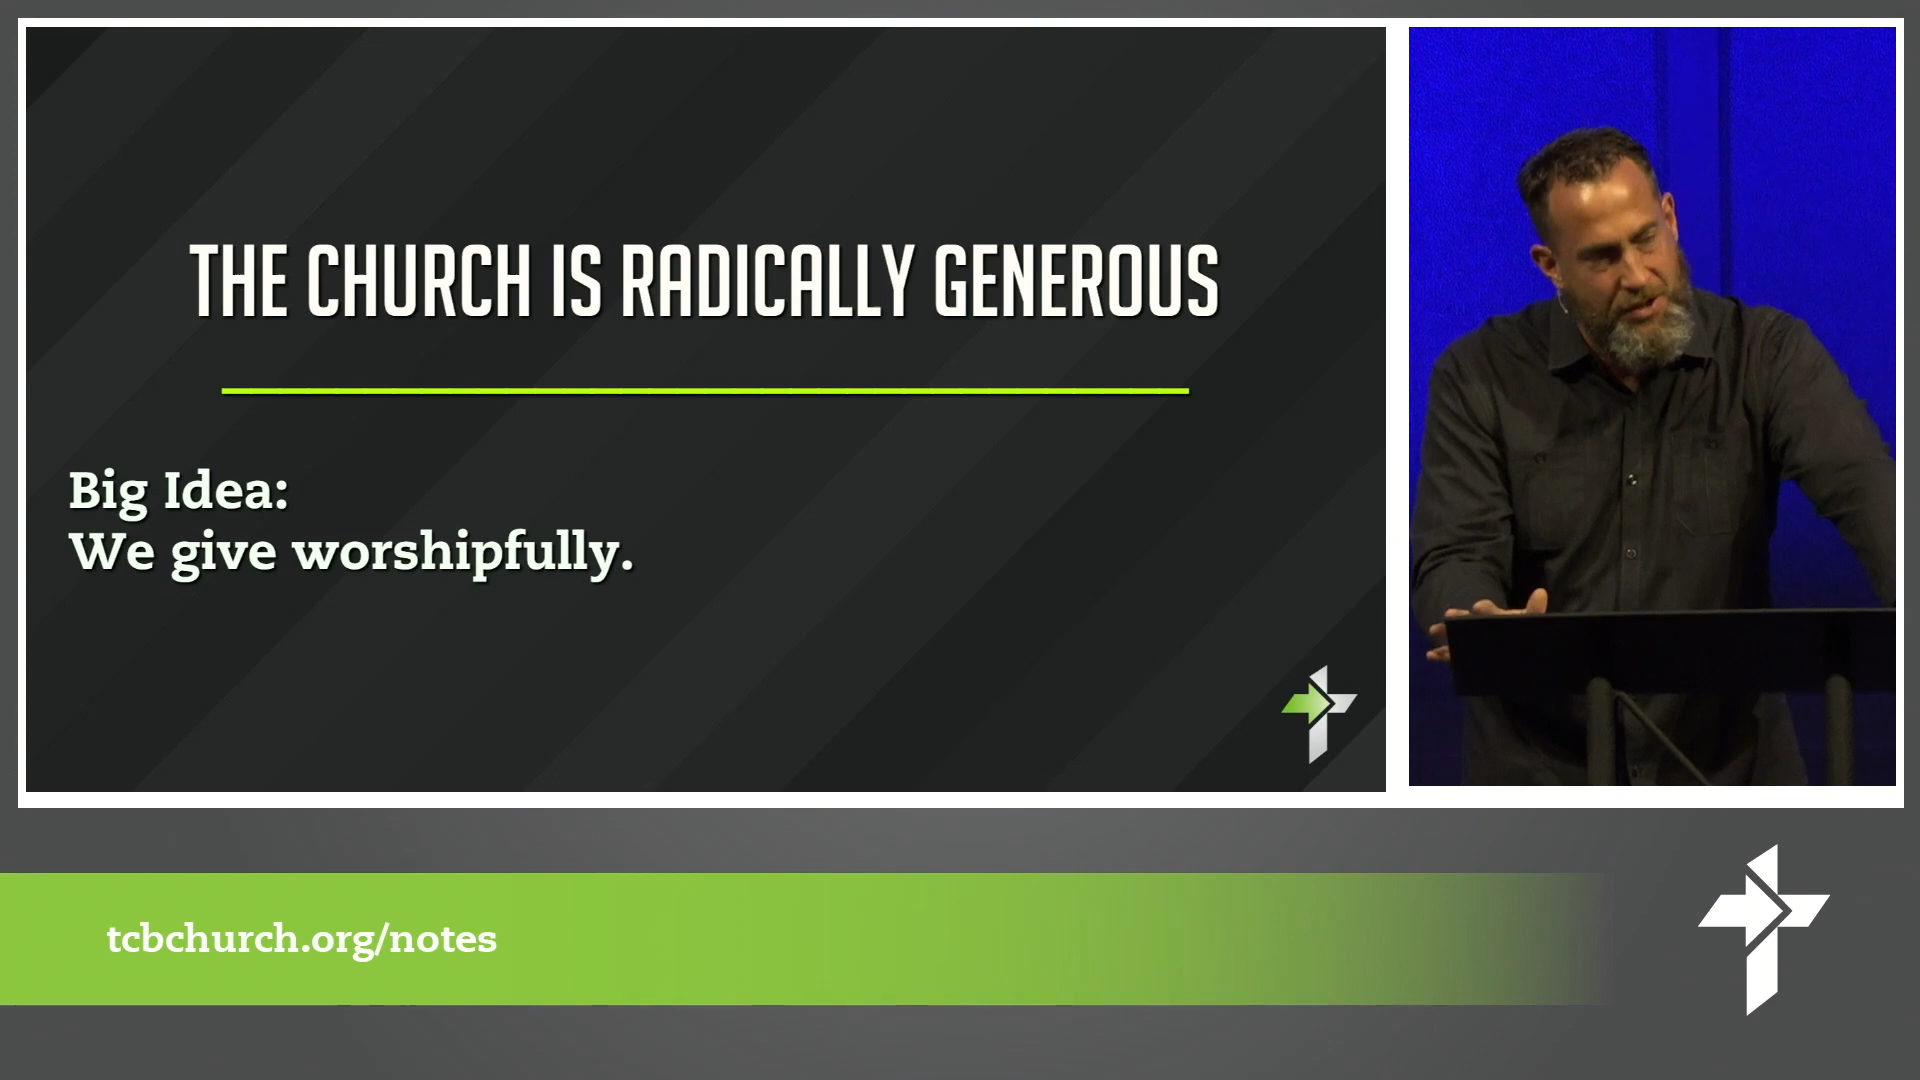 THE CHURCH IS RADICALLY GENEROUS
Big Idea:
We give worshipfully.
tcbchurch.org/notes